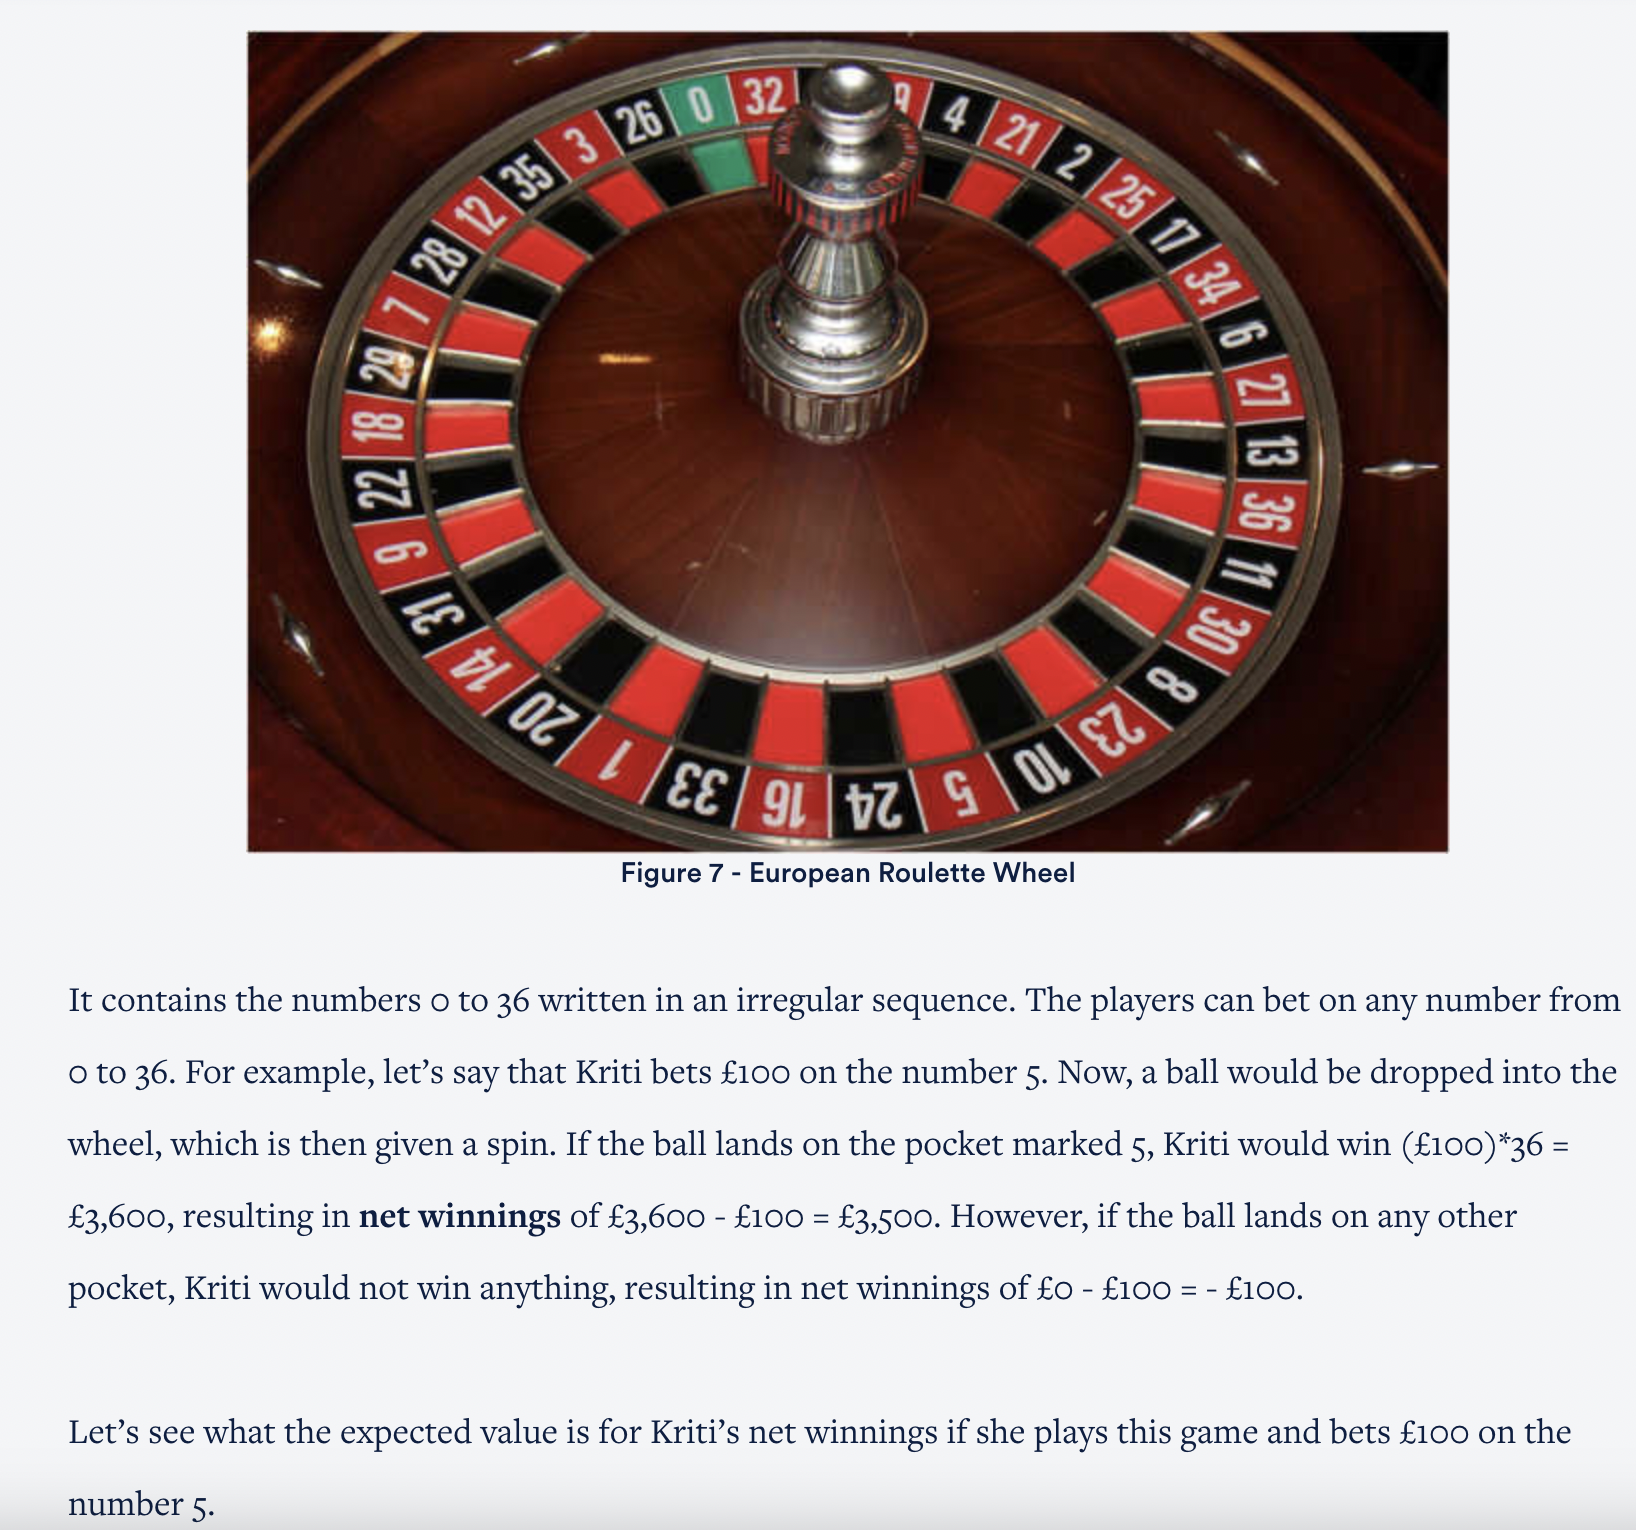 26 0 32 4 21 2 25 17 34 6 27 13 36 11 30 8 23 10 5 24 16 33 1 20 14 31 9 22 18 29 7 28 12 35 3
Figure 7 - European Roulette Wheel
It contains the numbers 0 to 36 written in an irregular sequence. The players can bet on any number from
0 to 36. For example, let’s say that Kriti bets £100 on the number 5. Now, a ball would be dropped into the
wheel, which is then given a spin. If the ball lands on the pocket marked 5, Kriti would win (£100)*36 =
£3,600, resulting in net winnings of £3,600 - £100 = £3,500. However, if the ball lands on any other
pocket, Kriti would not win anything, resulting in net winnings of £0 - £100 = - £100.
Let’s see what the expected value is for Kriti’s net winnings if she plays this game and bets £100 on the
number 5.